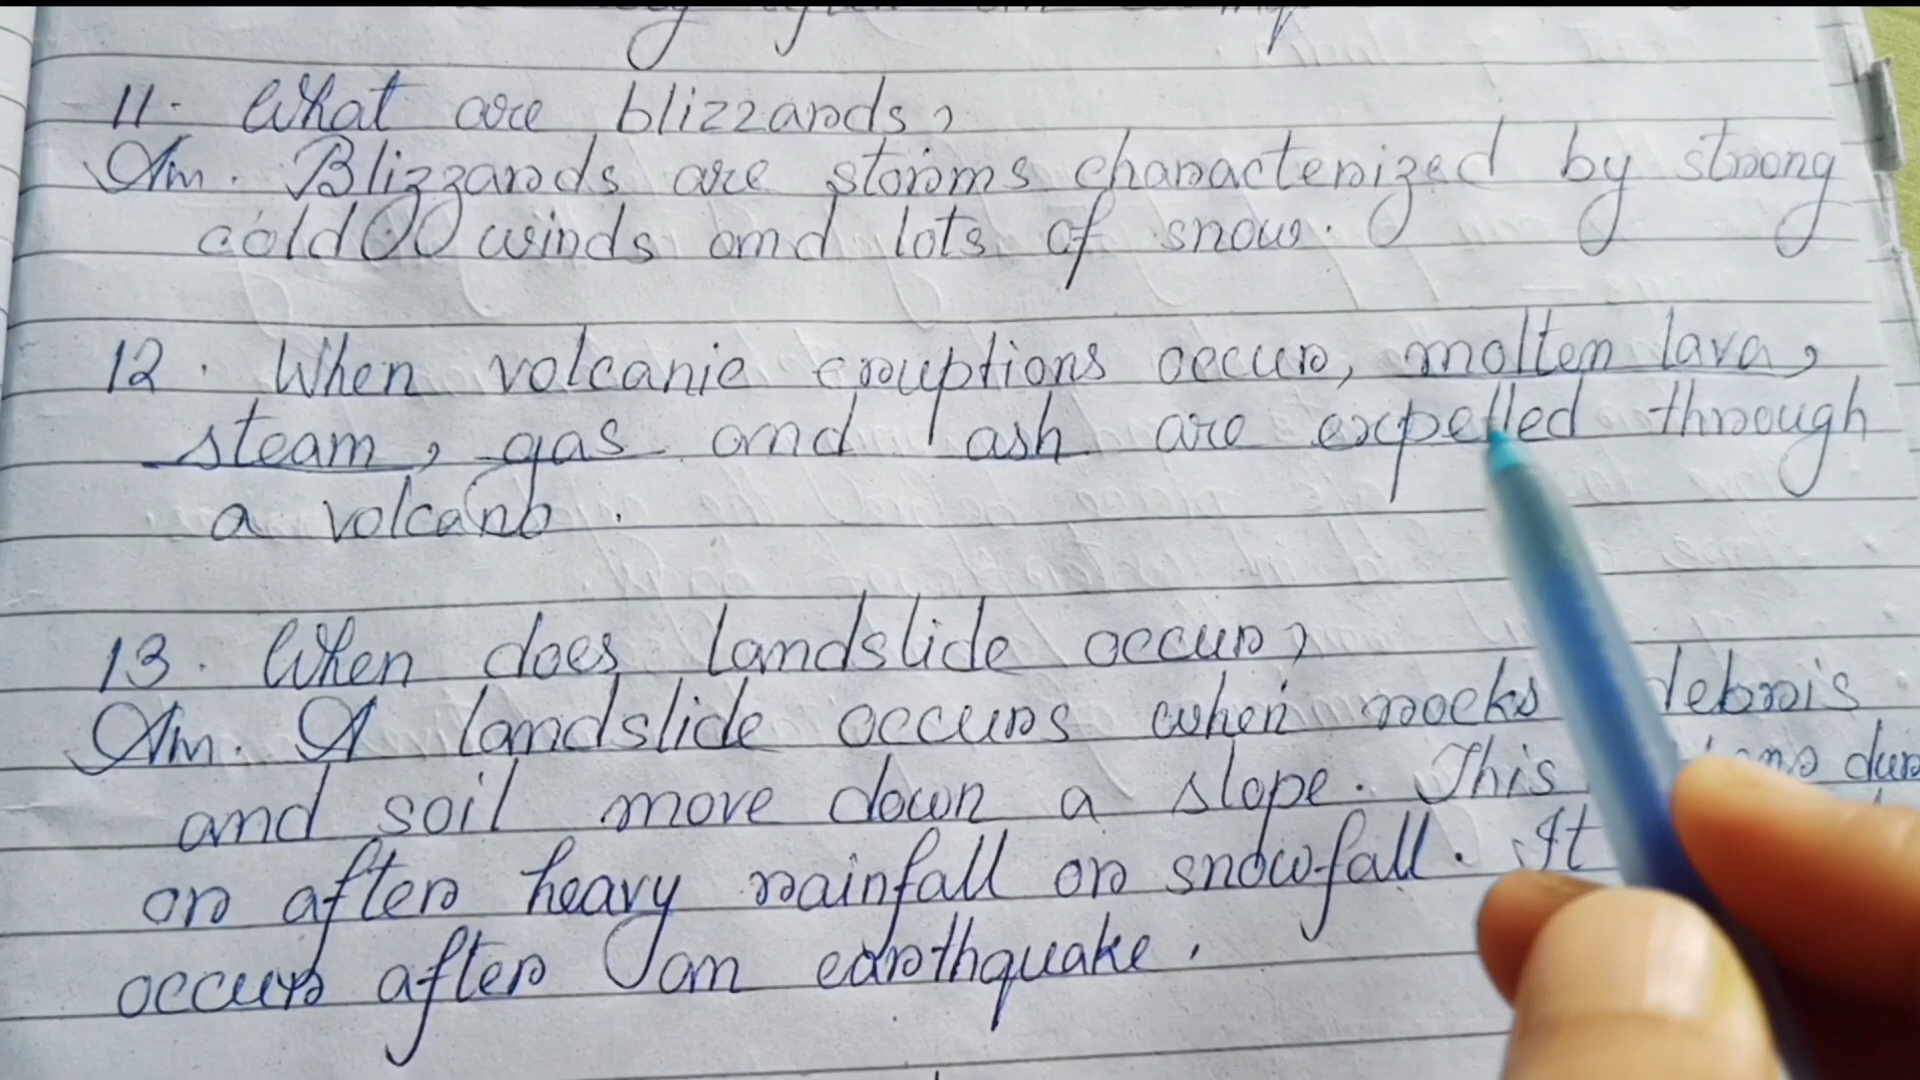 11. What are blizzards,
Ans. Blizzards are storms characterized by strong
cold winds and lots of snow.
12. When volcanic eruptions occur, molten lava,
steam, gas and ash are expelled through
a volcano.
13. When does landslide occur,
Ans. A landslide occurs when rocks debris
and soil move down a slope. This
or after heavy rainfall or snowfall. It
occurs after an earthquake.